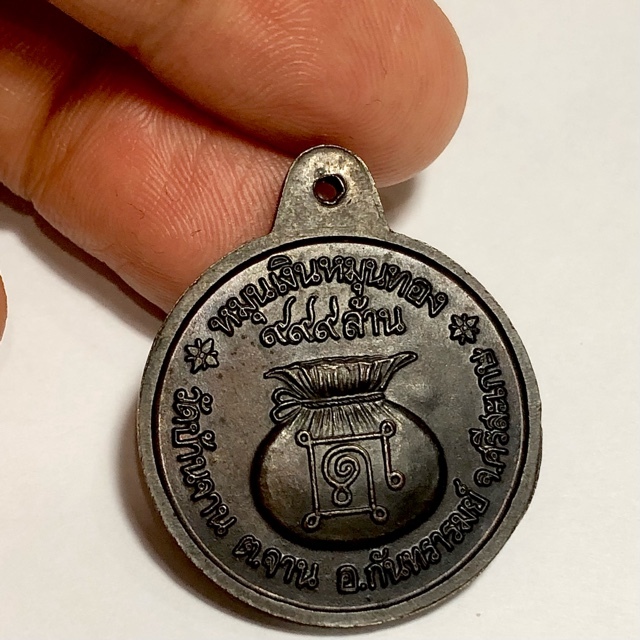 หมุนเงินหมุนทอง
๙๙๙ล้าน
วัดบ้านจาน ต.จาน อ.กันทรารมย์ จ.ศรีสะเกษ